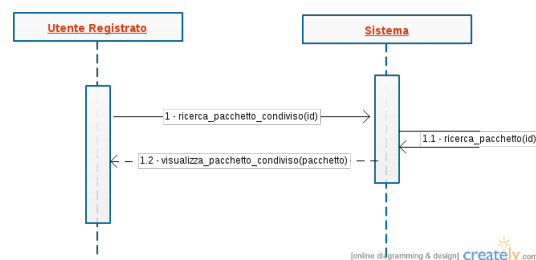 Utente Registrato
Sistema
1 - ricerca_pacchetto_condiviso(id)
1.1 - ricerca_pacchetto(id)
1.2 - visualizza_pacchetto_condiviso(pacchetto)
[online diagramming & design] creately.com